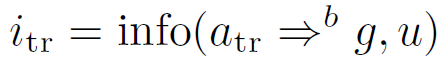 i_tr = info(a_tr ⇒^b g, u)